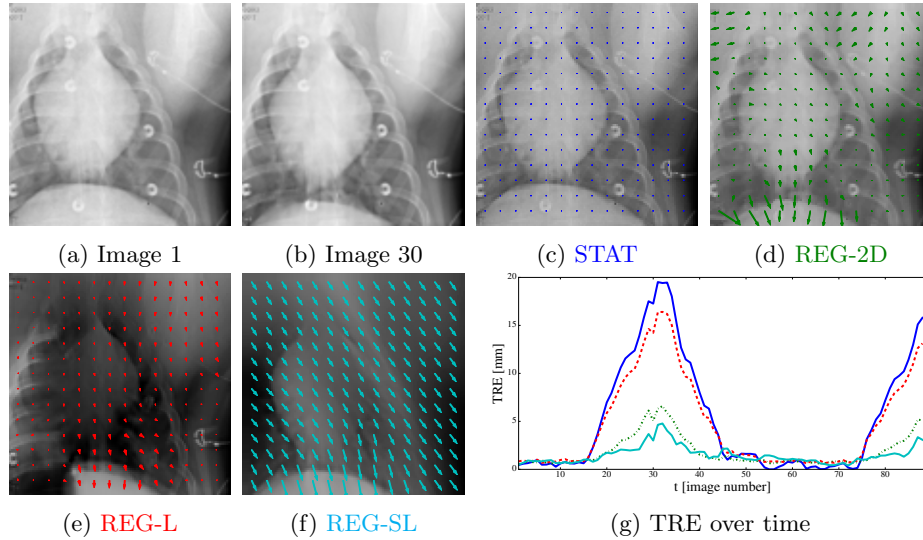 (a) Image 1
(b) Image 30
(c) STAT
(d) REG-2D
20
15
10
5
0
TRE [mm]
10 20 30 40 50 60 70 80
t [image number]
(e) REG-L
(f) REG-SL
(g) TRE over time